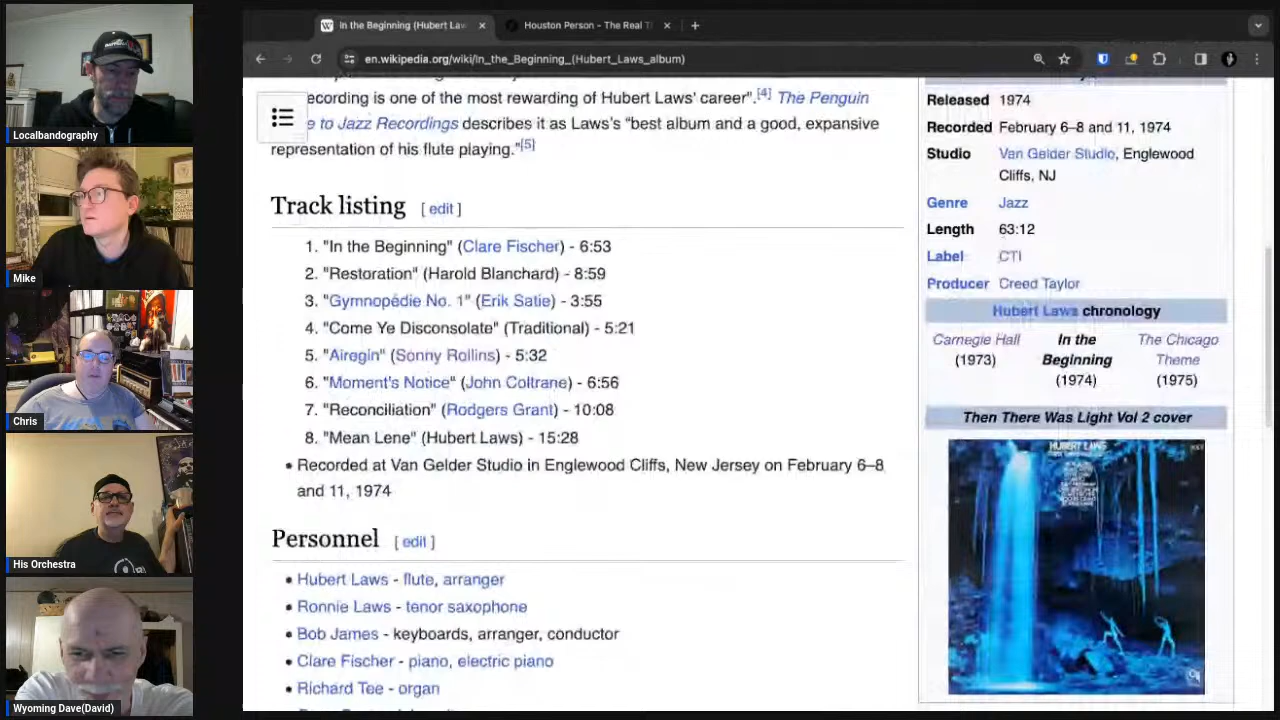 Localbandography
Mike
Chris
His Orchestra
Wyoming Dave(David)
In the Beginning (Hubert Law
Houston Person - The Real T
en.wikipedia.org/wiki/In_the_Beginning_(Hubert_Laws_album)
ecording is one of the most rewarding of Hubert Laws' career".[4] The Penguin
e to Jazz Recordings describes it as Laws's "best album and a good, expansive
representation of his flute playing."[5]
Track listing [ edit ]
1. "In the Beginning" (Clare Fischer) - 6:53
2. "Restoration" (Harold Blanchard) - 8:59
3. "Gymnopédie No. 1" (Erik Satie) - 3:55
4. "Come Ye Disconsolate" (Traditional) - 5:21
5. "Airegin" (Sonny Rollins) - 5:32
6. "Moment's Notice" (John Coltrane) - 6:56
7. "Reconciliation" (Rodgers Grant) - 10:08
8. "Mean Lene" (Hubert Laws) - 15:28
• Recorded at Van Gelder Studio in Englewood Cliffs, New Jersey on February 6–8
and 11, 1974
Personnel [ edit ]
• Hubert Laws - flute, arranger
• Ronnie Laws - tenor saxophone
• Bob James - keyboards, arranger, conductor
• Clare Fischer - piano, electric piano
• Richard Tee - organ
Released 1974
Recorded February 6–8 and 11, 1974
Studio Van Gelder Studio, Englewood
Cliffs, NJ
Genre Jazz
Length 63:12
Label CTI
Producer Creed Taylor
Hubert Laws chronology
Carnegie Hall
(1973)
In the
Beginning
(1974)
The Chicago
Theme
(1975)
Then There Was Light Vol 2 cover
HUBERT LAWS